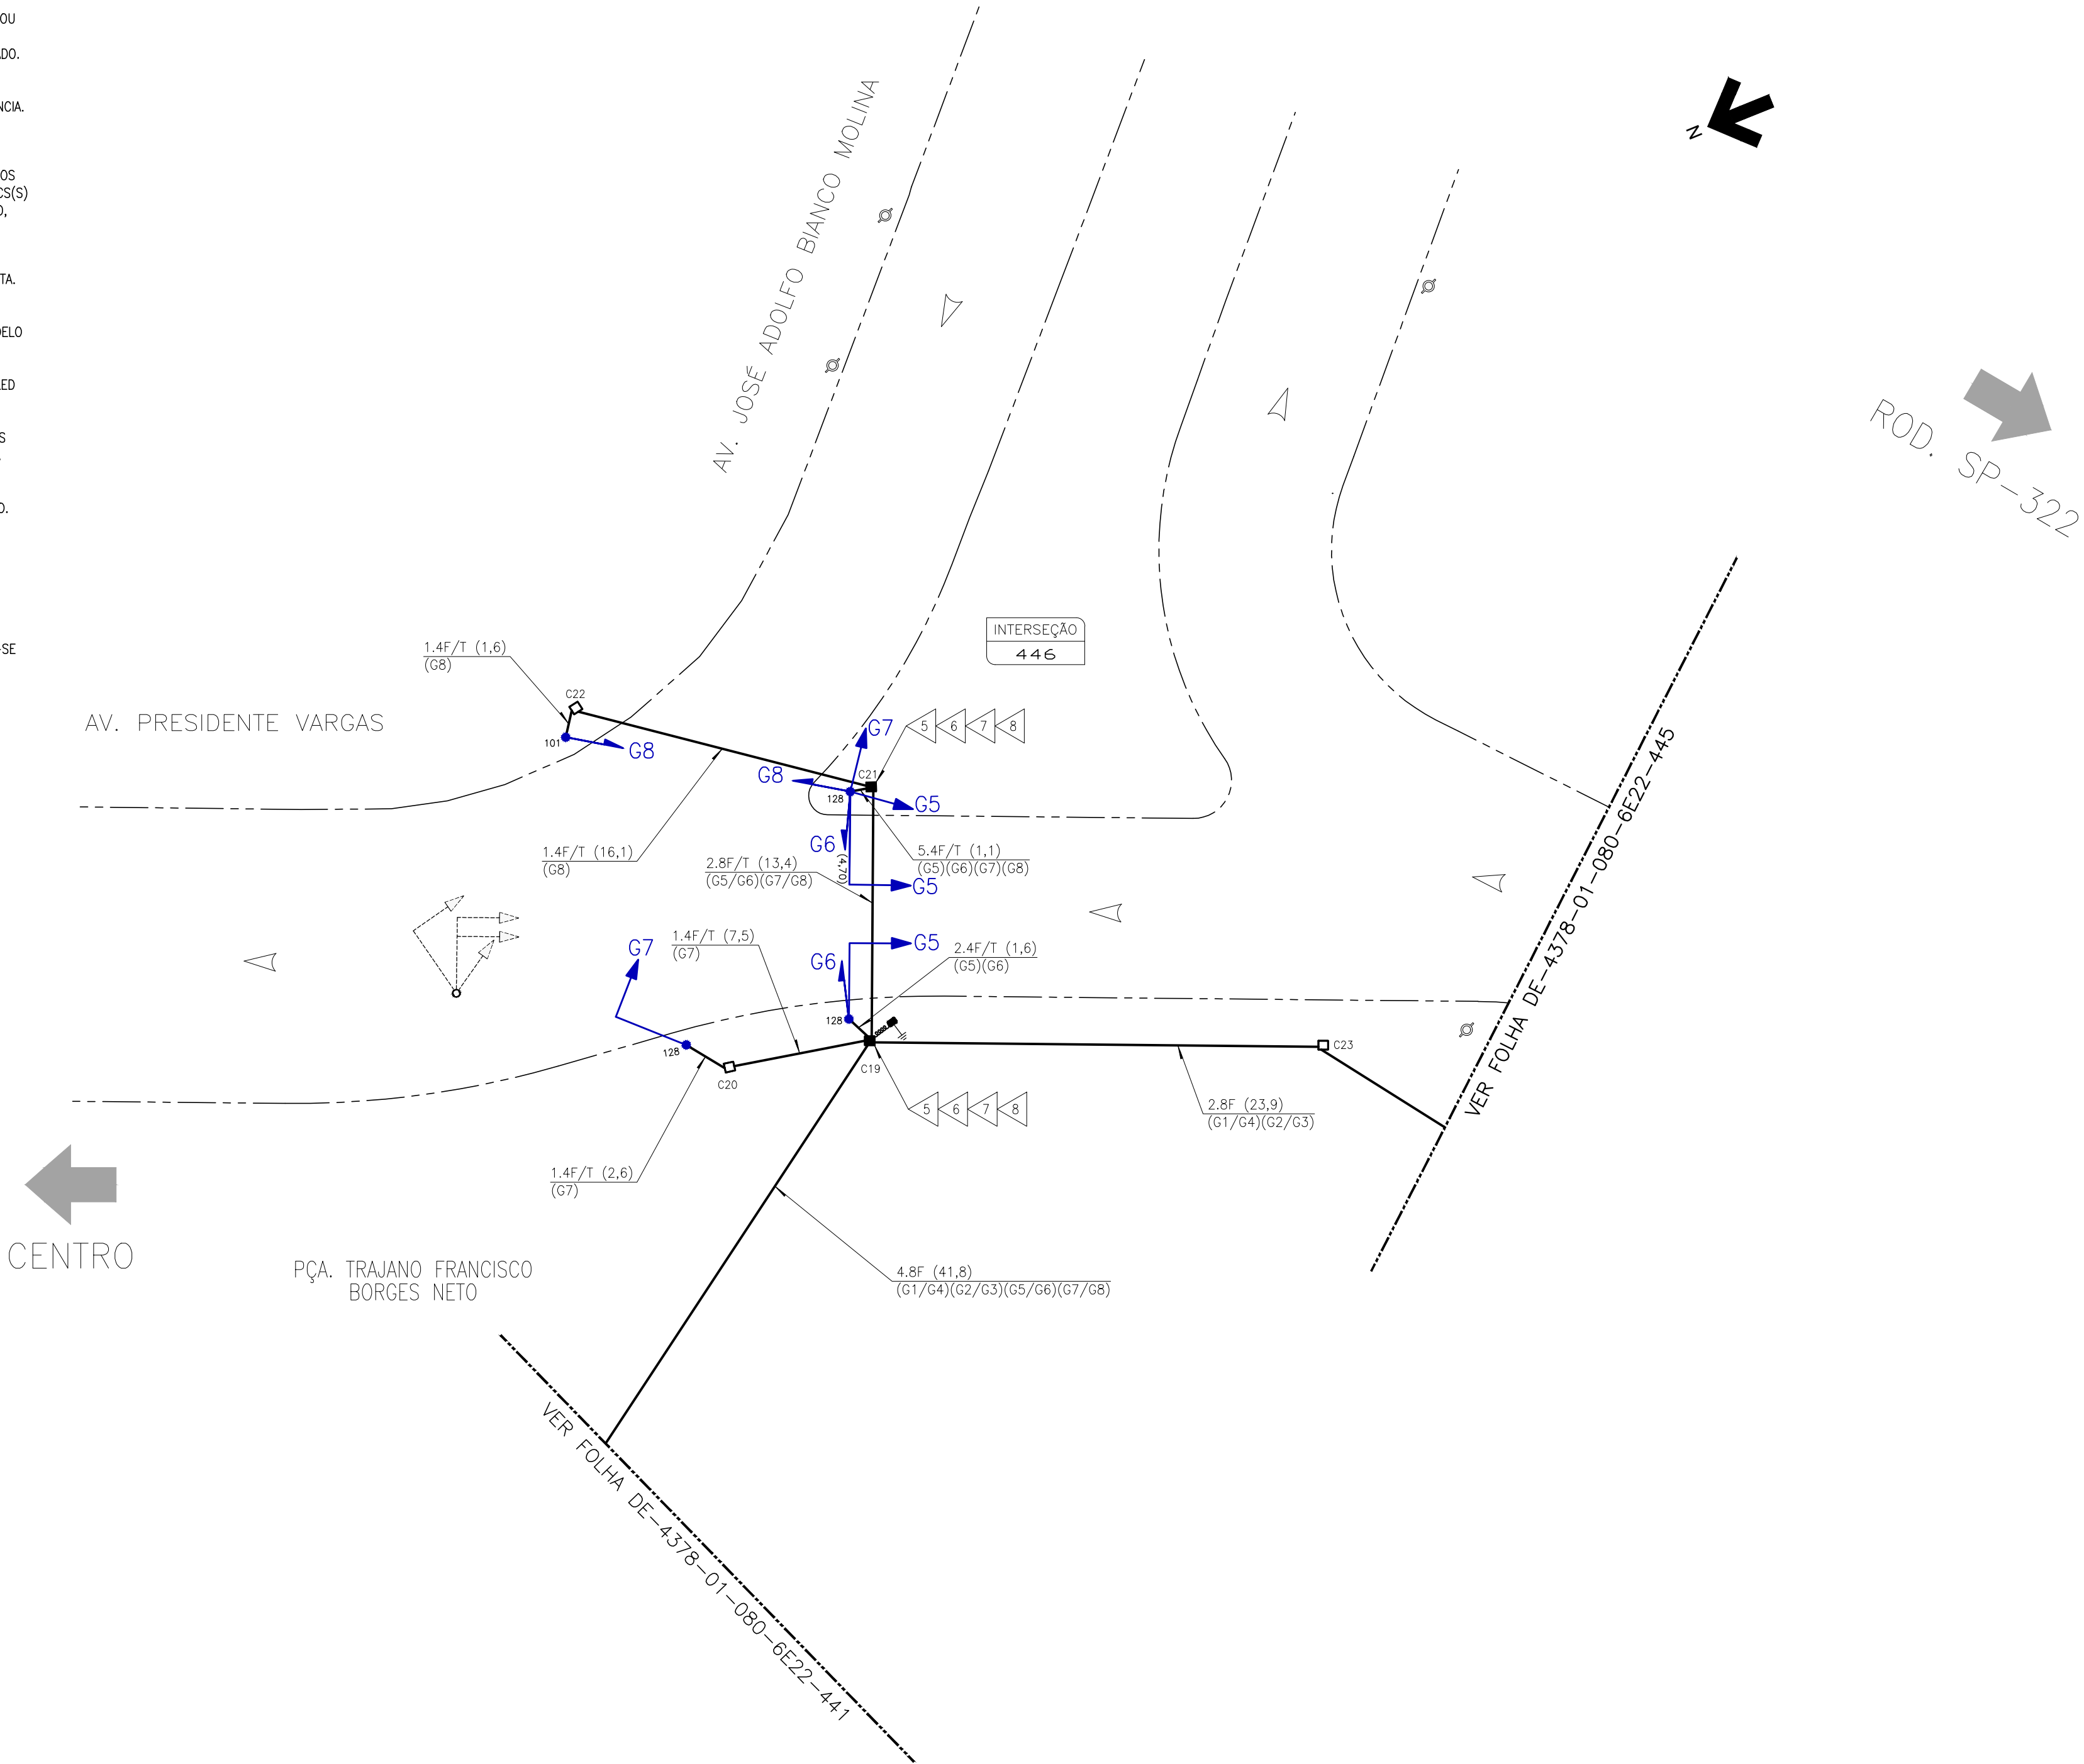 OU
ADO.
NCIA.
OS
CS(S)
O,
TA.
DELO
LED
S
O.
-SE
AV. JOSÉ ADOLFO BIANCO MOLINA
N
ROD. SP-322
INTERSEÇÃO
446
1.4F/T (1,6)
(G8)
C22
AV. PRESIDENTE VARGAS
101
G8
G7
5 6 7 8
G8
C21
128
G5
G6
1.4F/T (16,1)
(G8)
2.8F/T (13,4)
(G5/G6)(G7/G8)
(4,70)
5.4F/T (1,1)
(G5)(G6)(G7)(G8)
G5
G7
1.4F/T (7,5)
(G7)
G6
G5
2.4F/T (1,6)
(G5)(G6)
128
128
C20
C19
C23
5 6 7 8
2.8F (23,9)
(G1/G4)(G2/G3)
VER FOLHA DE-4378-01-080-6E22-445
1.4F/T (2,6)
(G7)
CENTRO
PÇA. TRAJANO FRANCISCO
BORGES NETO
4.8F (41,8)
(G1/G4)(G2/G3)(G5/G6)(G7/G8)
VER FOLHA DE-4378-01-080-6E22-441